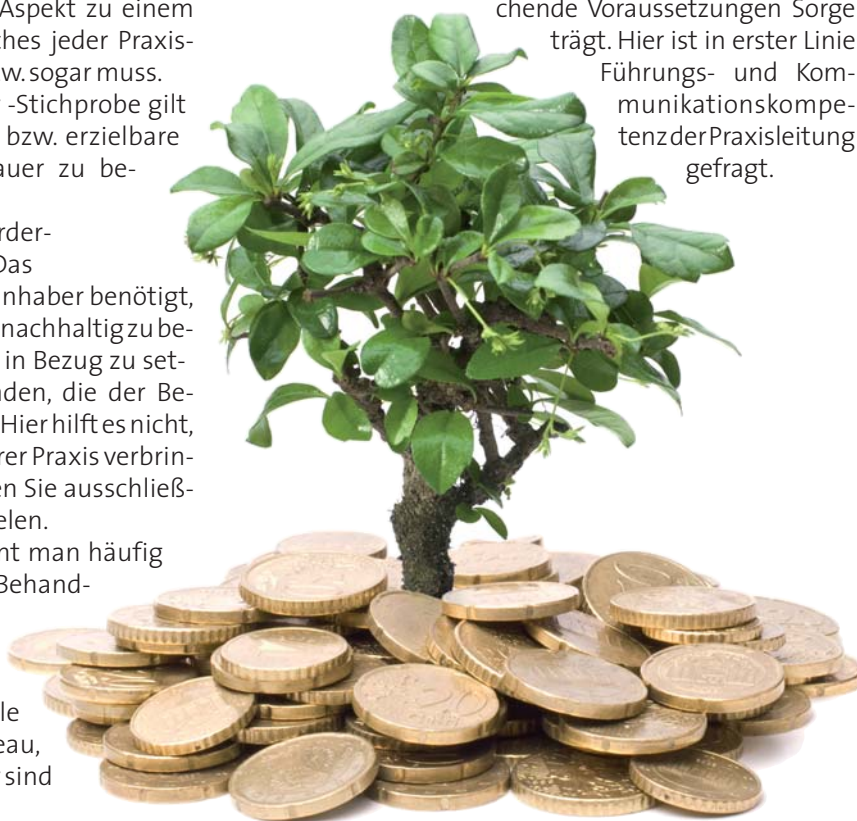 Aspekt zu einem
ches jeder Praxis-
w. sogar muss.
-Stichprobe gilt
bzw. erzielbare
auer zu be-
rder-
Das
nhaber benötigt,
nachhaltig zu be-
in Bezug zu set-
nden, die der Be-
Hier hilft es nicht,
rer Praxis verbrin-
en Sie ausschließ-
elen.
nt man häufig
Behand-
le
eau,
sind
chende Voraussetzungen Sorge
trägt. Hier ist in erster Linie
Führungs- und Kom-
munikationskompe-
tenz der Praxisleitung
gefragt.